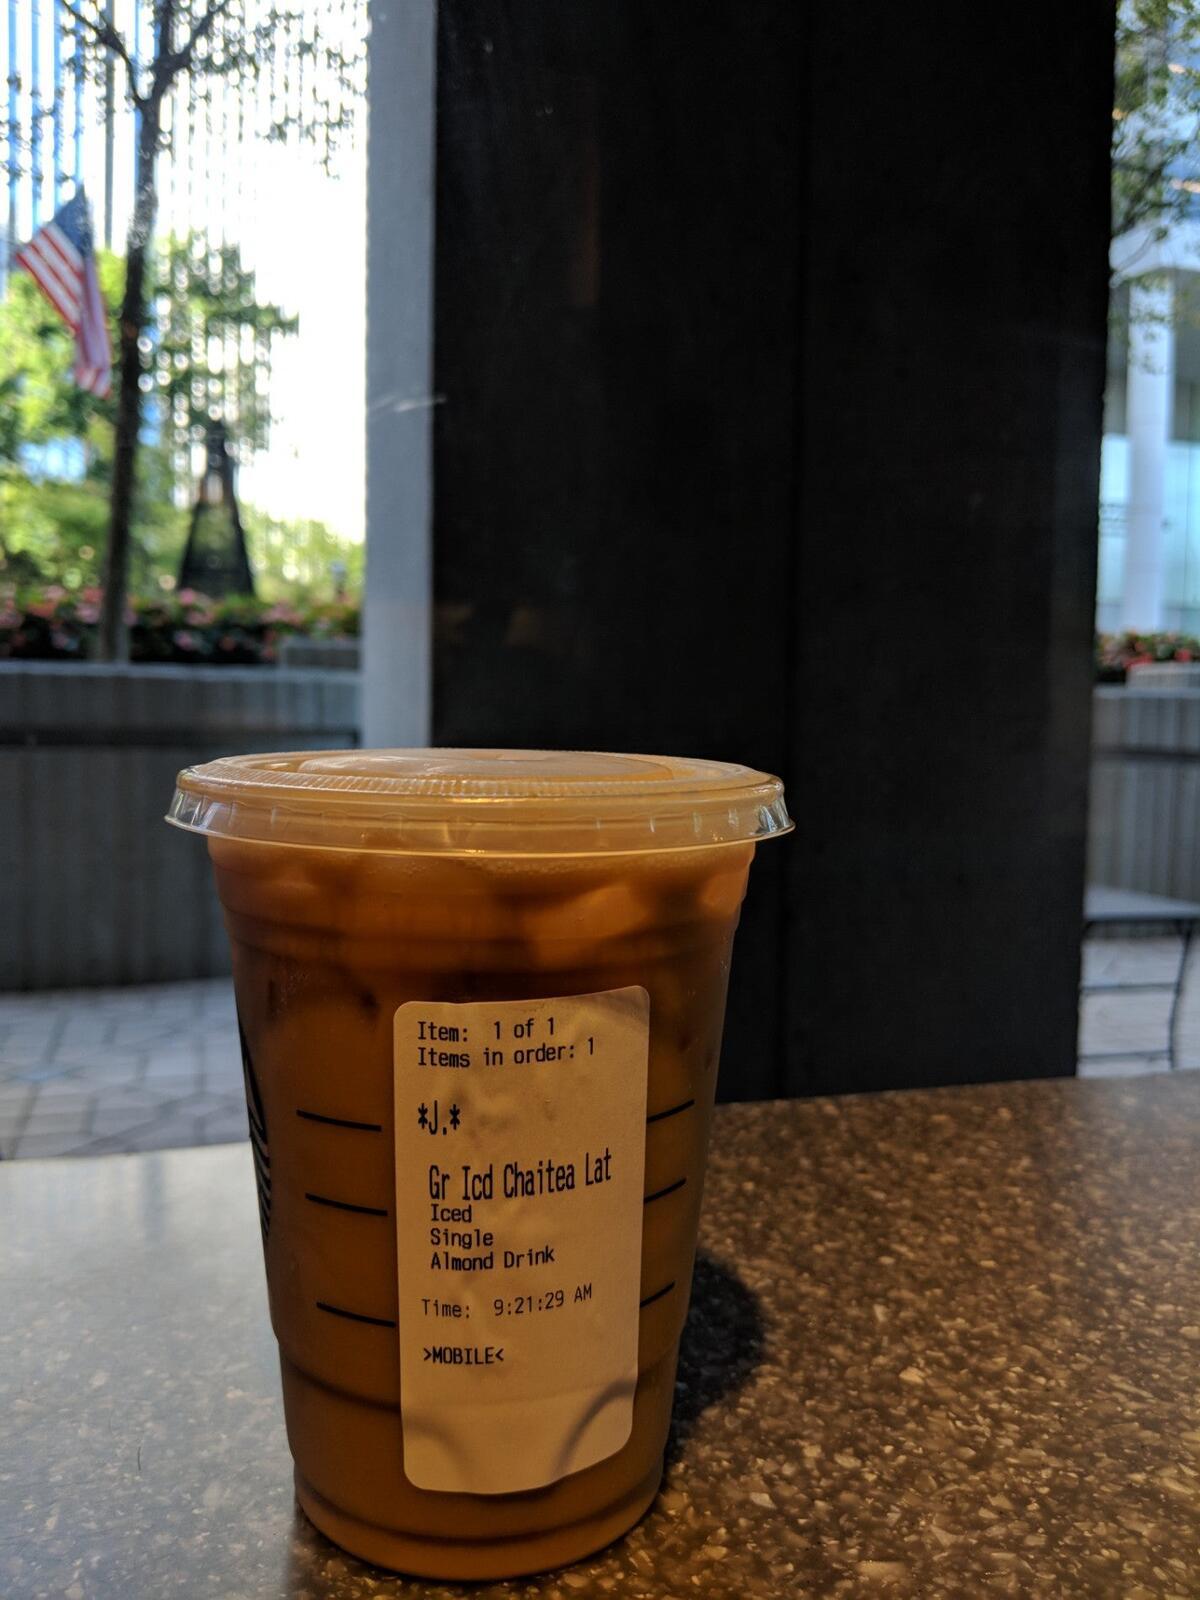 Item: 1 of 1
Items in order: 1
*J.*
Gr Icd Chaitea Lat
Iced
Single
Almond Drink
Time: 9:21:29 AM
>MOBILE<